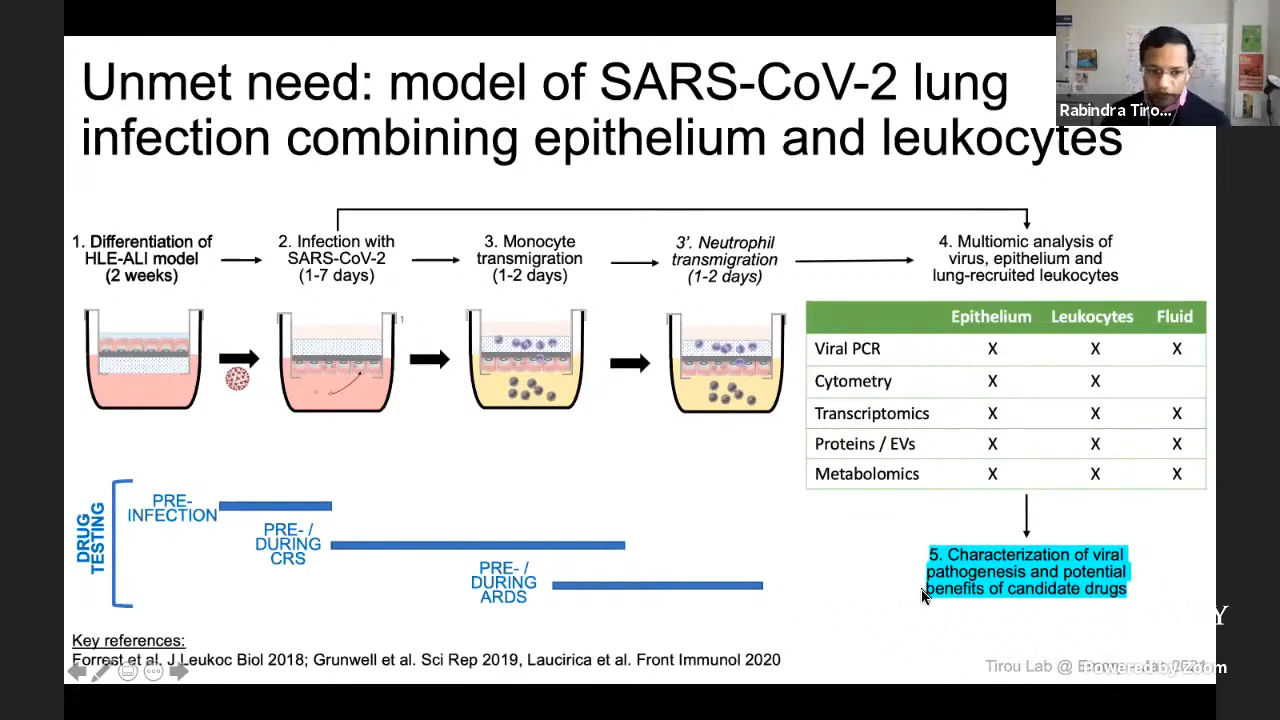 Unmet need: model of SARS-CoV-2 lung
infection combining epithelium and leukocytes
Rabindra Tiro...
1. Differentiation of
HLE-ALI model
(2 weeks)
2. Infection with
SARS-CoV-2
(1-7 days)
3. Monocyte
transmigration
(1-2 days)
3'. Neutrophil
transmigration
(1-2 days)
4. Multiomic analysis of
virus, epithelium and
lung-recruited leukocytes
1
Epithelium Leukocytes Fluid
Viral PCR X X X
Cytometry X X
Transcriptomics X X X
Proteins / EVs X X X
Metabolomics X X X
DRUG
TESTING
PRE-
INFECTION
PRE- /
DURING
CRS
PRE- /
DURING
ARDS
5. Characterization of viral
pathogenesis and potential
benefits of candidate drugs
Y
Key references:
Forrest et al. J Leukoc Biol 2018; Grunwell et al. Sci Rep 2019, Laucirica et al. Front Immunol 2020
Tirou Lab @
Powered by Zoom